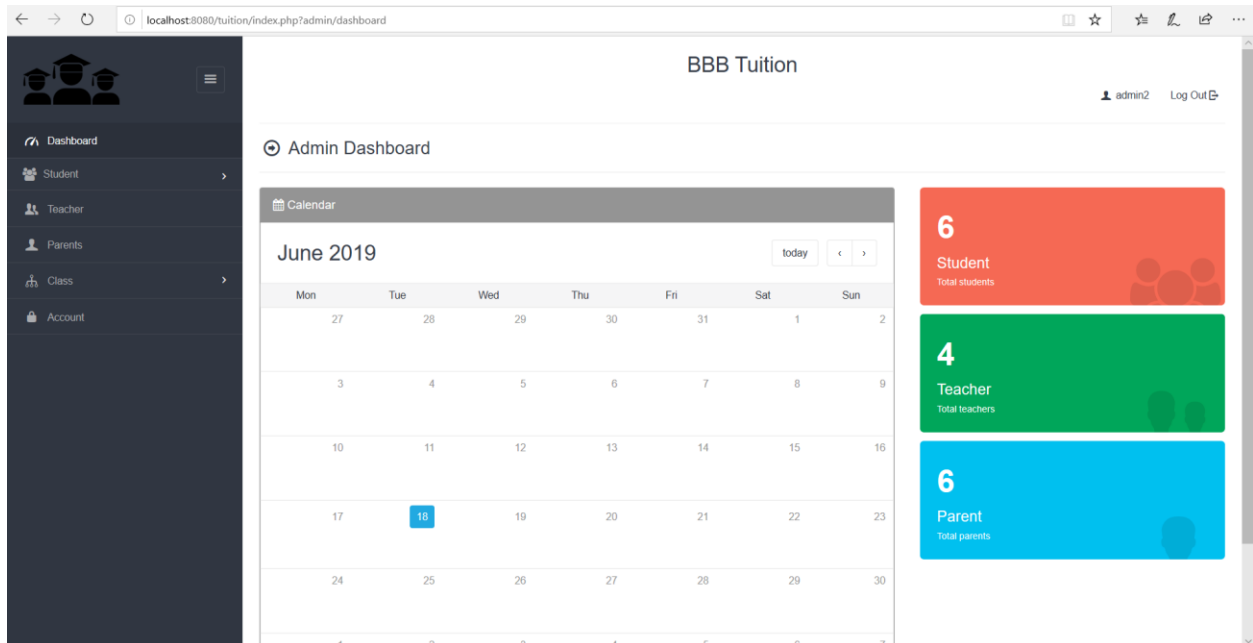 localhost:8080/tuition/index.php?admin/dashboard
BBB Tuition
admin2 Log Out
Dashboard
Student
Teacher
Parents
Class
Account
Admin Dashboard
Calendar
June 2019
today
Mon Tue Wed Thu Fri Sat Sun
27 28 29 30 31 1 2
3 4 5 6 7 8 9
10 11 12 13 14 15 16
17 18 19 20 21 22 23
24 25 26 27 28 29 30
6
Student
Total students
4
Teacher
Total teachers
6
Parent
Total parents